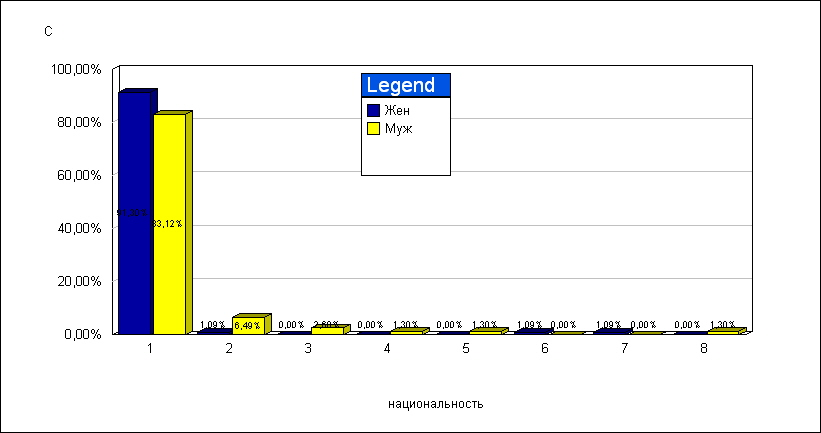 С
100,00%
80,00%
60,00%
40,00%
20,00%
0,00%
Legend
Жен
Муж
83,12%
1,09% 6,49% 0,00% 2,60% 0,00% 1,30% 0,00% 1,30% 1,09% 0,00% 1,09% 0,00% 0,00% 1,30%
1 2 3 4 5 6 7 8
национальность